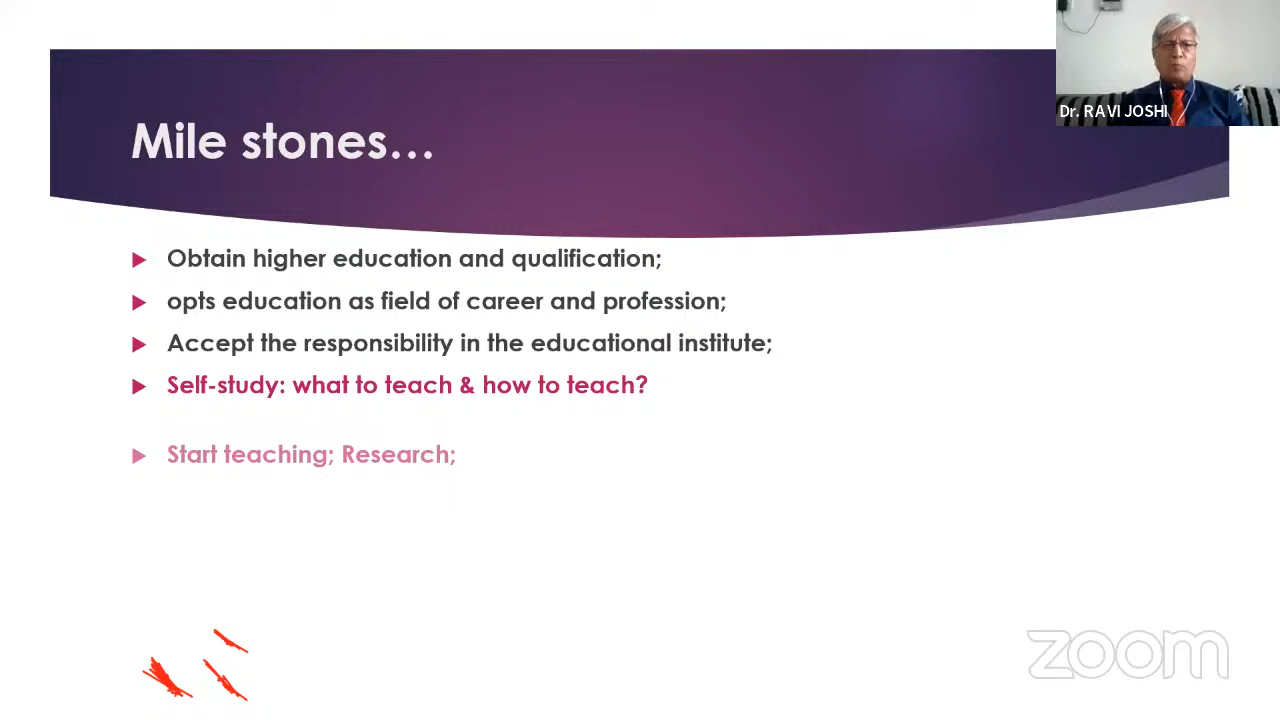 Dr. RAVI JOSHI
Mile stones...
Obtain higher education and qualification;
opts education as field of career and profession;
Accept the responsibility in the educational institute;
Self-study: what to teach & how to teach?
Start teaching; Research;
zoom